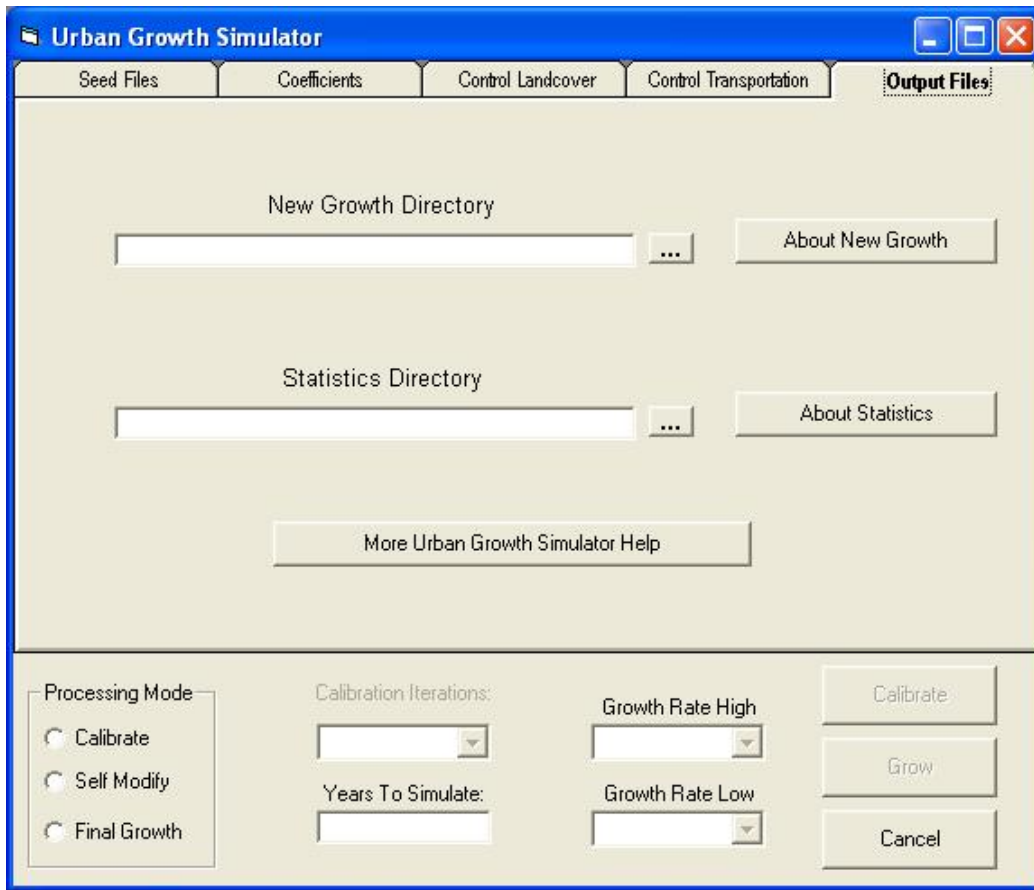 Urban Growth Simulator
Seed Files
Coefficients
Control Landcover
Control Transportation
Output Files
New Growth Directory
...
About New Growth
Statistics Directory
...
About Statistics
More Urban Growth Simulator Help
Processing Mode
Calibrate
Self Modify
Final Growth
Calibration Iterations:
Years To Simulate:
Growth Rate High
Growth Rate Low
Calibrate
Grow
Cancel